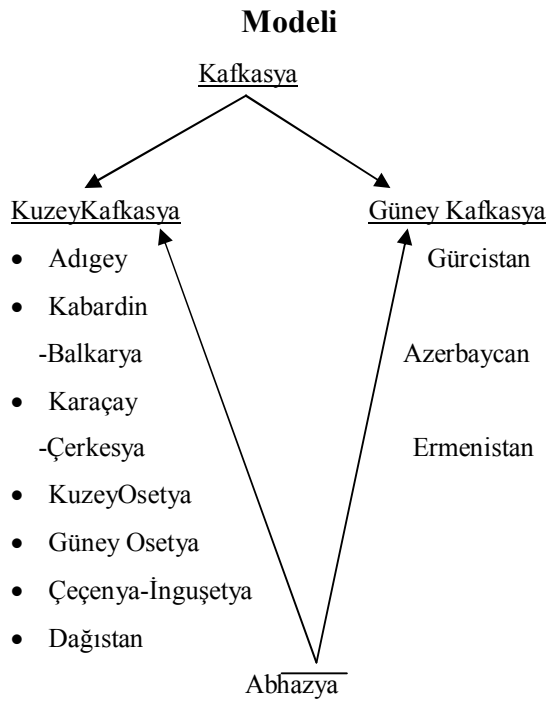 Modeli
Kafkasya
KuzeyKafkasya Güney Kafkasya
• Adıgey Gürcistan
• Kabardin
-Balkarya Azerbaycan
• Karaçay
-Çerkesya Ermenistan
• KuzeyOsetya
• Güney Osetya
• Çeçenya-İnguşetya
• Dağıstan
Abhazya